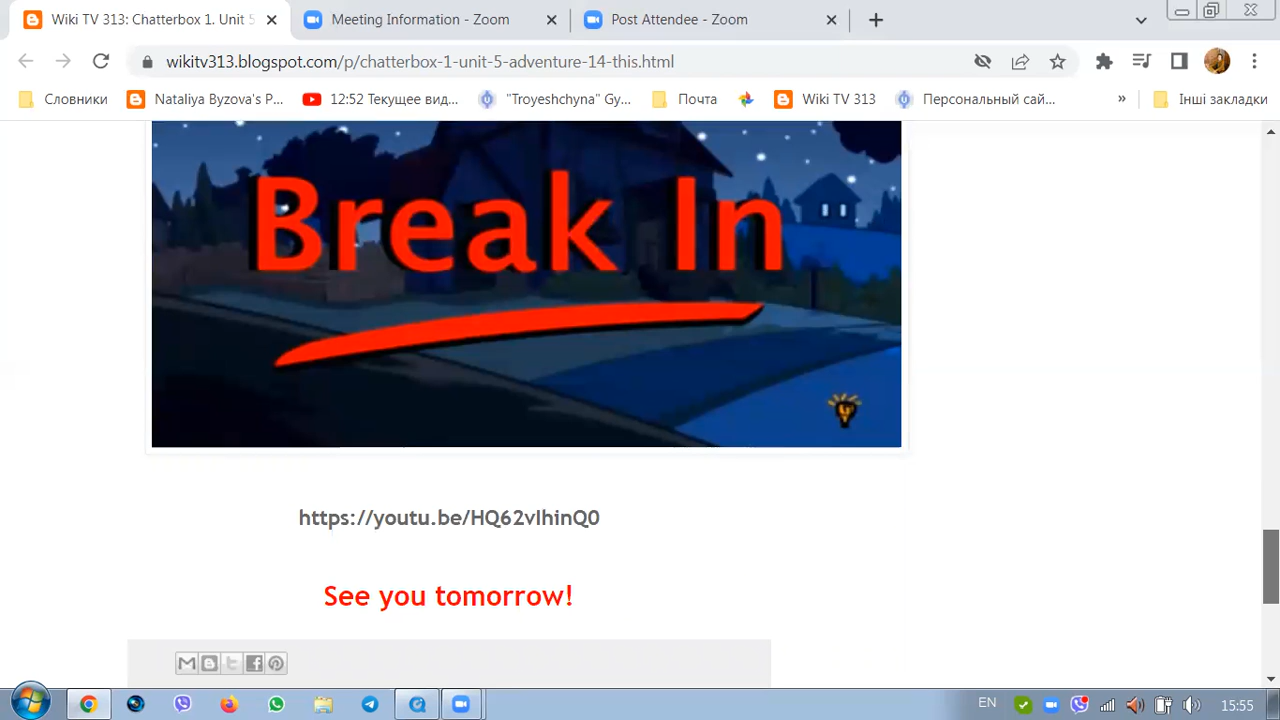 Wiki TV 313: Chatterbox 1. Unit 5
Meeting Information - Zoom
Post Attendee - Zoom
wikitv313.blogspot.com/p/chatterbox-1-unit-5-adventure-14-this.html
Словники
Nataliya Byzova's P...
12:52 Текущее вид...
"Troyeshchyna" Gy...
Почта
Wiki TV 313
Персональный сай...
»
Інші закладки
Break In
https://youtu.be/HQ62vIhinQ0
See you tomorrow!
EN
15:55